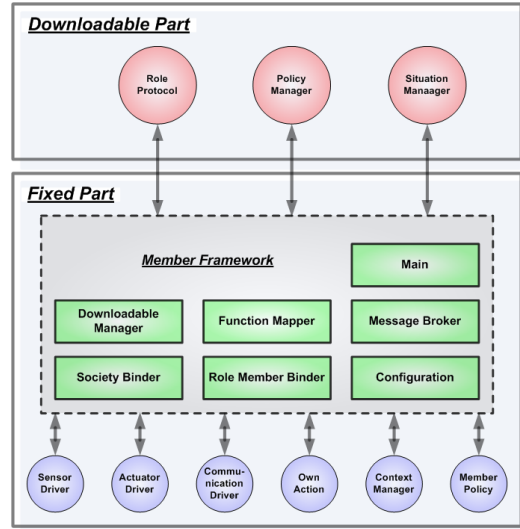 Downloadable Part
Role
Protocol
Policy
Manager
Situation
Manaager
Fixed Part
Member Framework
Main
Downloadable
Manager
Function Mapper
Message Broker
Society Binder
Role Member Binder
Configuration
Sensor
Driver
Actuator
Driver
Commu-
nication
Driver
Own
Action
Context
Manager
Member
Policy